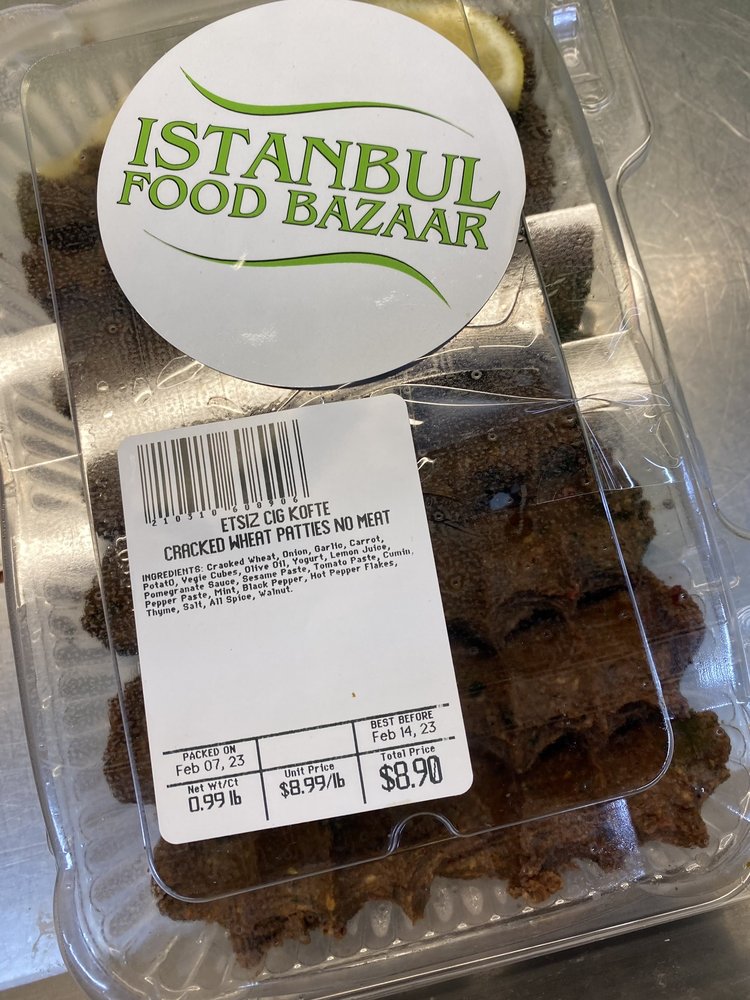 ISTANBUL
FOOD BAZAAR
210310 608906
ETSIZ CIG KOFTE
CRACKED WHEAT PATTIES NO MEAT
INGREDIENTS: Cracked Wheat, Onion, Garlic, Carrot,
Potato, Vegie Cubes, Olive Oil, Yogurt, Lemon Juice,
Pomegranate Sauce, Sesame Paste, Tomato Paste, Cumin,
Pepper Paste, Mint, Black Pepper, Hot Pepper Flakes,
Thyme, Salt, All Spice, Walnut.
PACKED ON
Feb 07, 23
BEST BEFORE
Feb 14, 23
Net Wt/Ct
0.99 lb
Unit Price
$8.99/lb
Total Price
$8.90